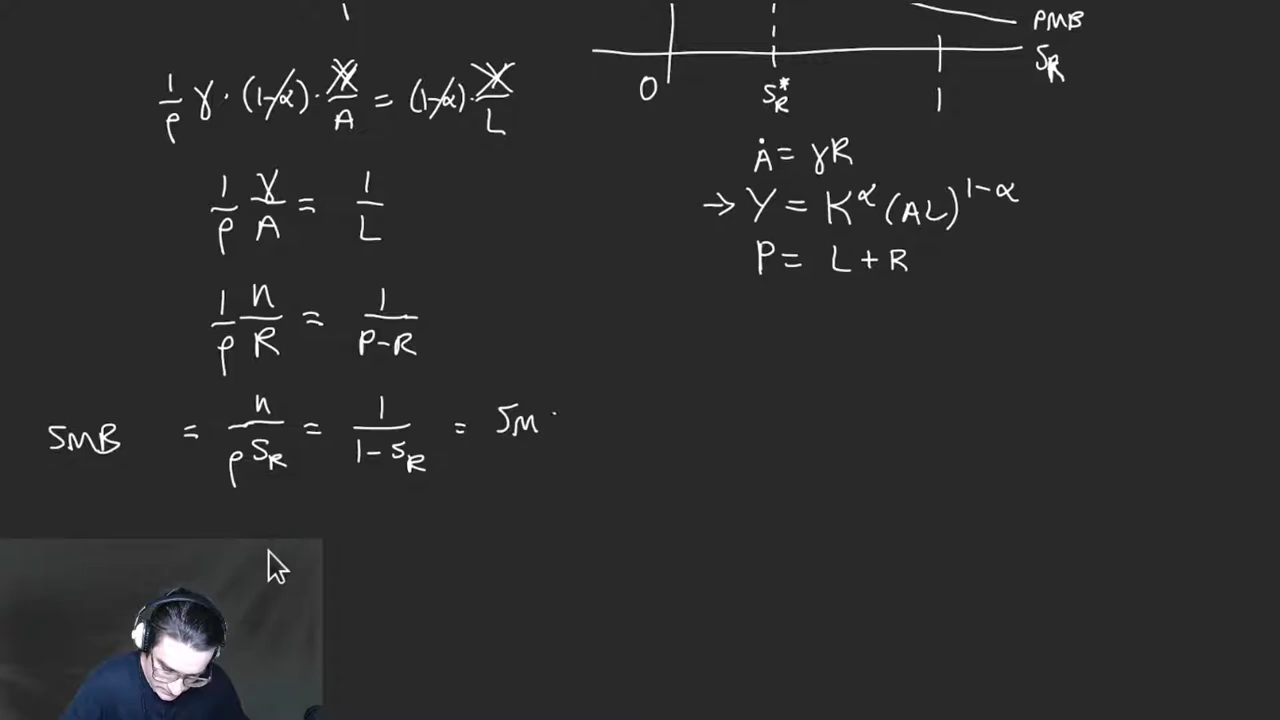 PMB
S_R
0 S_R^* 1
1/ρ γ · (1-α) · Y/A = (1-α) · Y/L
Ȧ = γR
1/ρ γ/A = 1/L
→ Y = K^α (AL)^{1-α}
P = L + R
1/ρ n/R = 1/(P-R)
SMB = n/(ρ S_R) = 1/(1-S_R) = SM